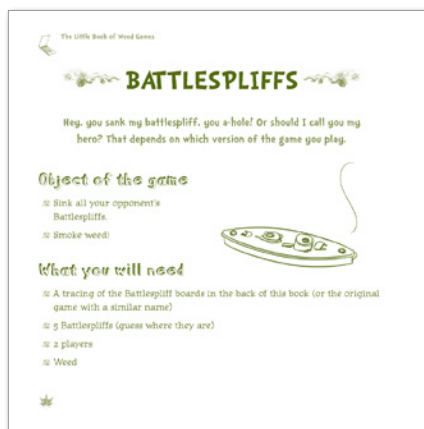 The Little Book of Weed Games
BATTLESPLIFFS
Hey, you sank my battlespliff, you a-hole! Or should I call you my
hero? That depends on which version of the game you play.
Object of the game
Sink all your opponent's
Battlespliffs.
Smoke weed!
What you will need
A tracing of the Battlespliff boards in the back of this book (or the original
game with a similar name)
5 Battlespliffs (guess where they are)
2 players
Weed